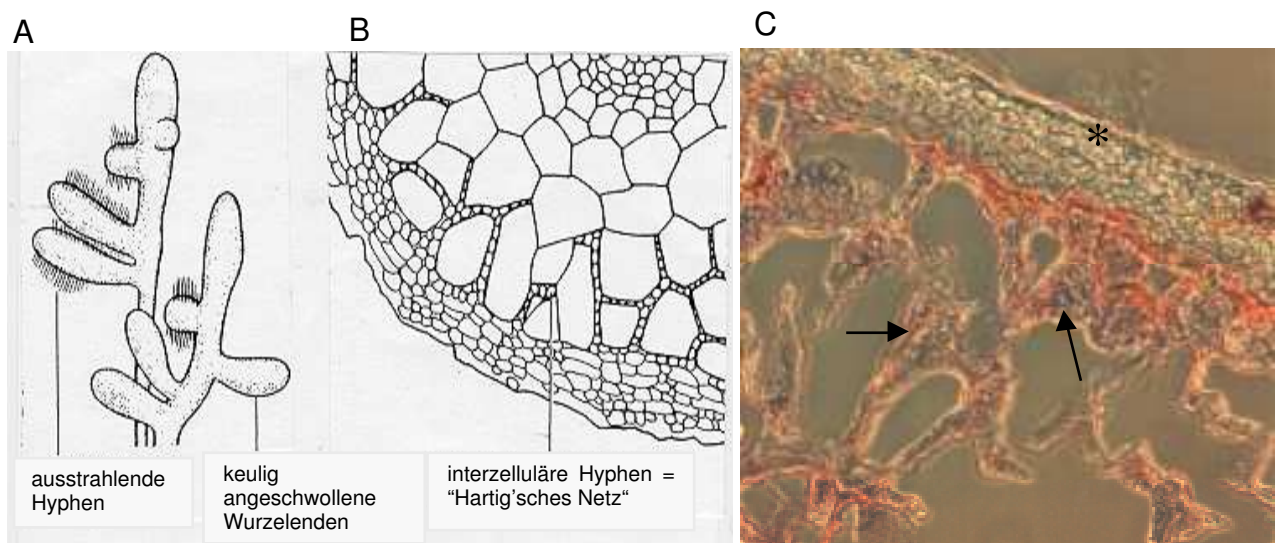 A
B
C
*
ausstrahlende
Hyphen
keulig
angeschwollene
Wurzelenden
interzelluläre Hyphen =
“Hartig’sches Netz“